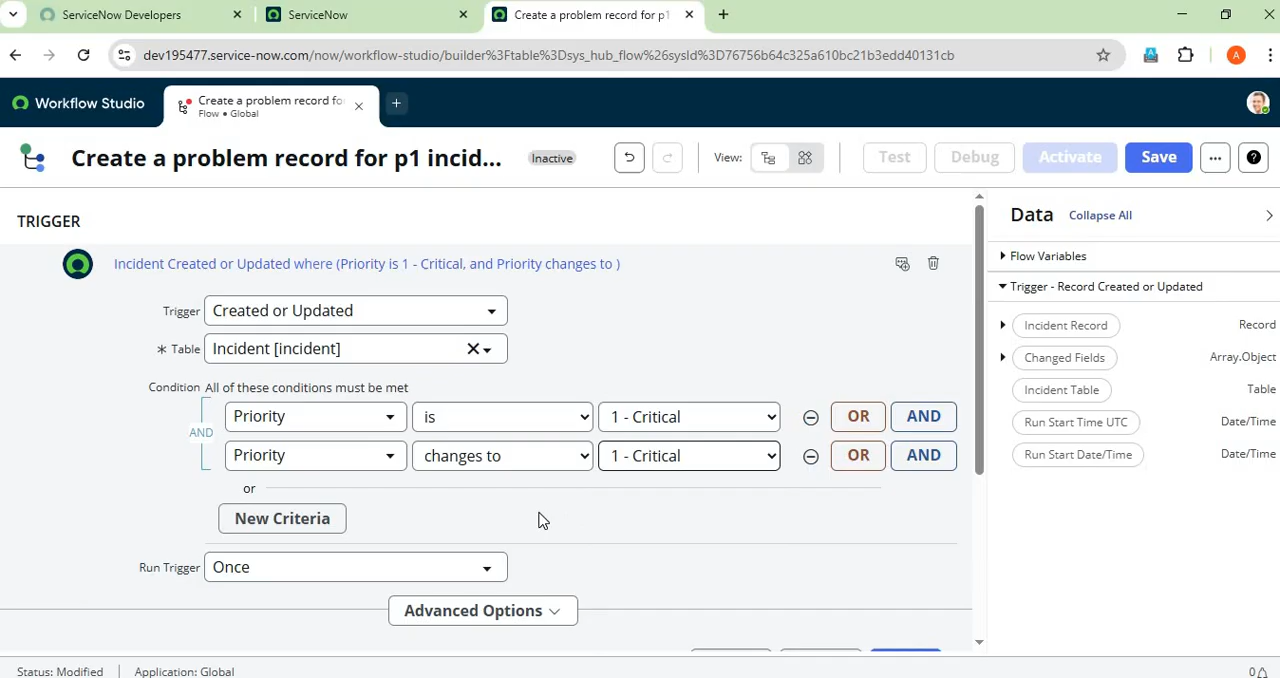 ServiceNow Developers
ServiceNow
Create a problem record for p1
dev195477.service-now.com/now/workflow-studio/builder%3Ftable%3Dsys_hub_flow%26sysId%3D76756b64c325a610bc21b3edd40131cb
A
Workflow Studio
Create a problem record for
Flow • Global
Create a problem record for p1 incid...
Inactive
View:
Test
Debug
Activate
Save
...
?
TRIGGER
Incident Created or Updated where (Priority is 1 - Critical, and Priority changes to )
Trigger
Created or Updated
* Table
Incident [incident]
Condition All of these conditions must be met
AND
Priority
is
1 - Critical
OR
AND
Priority
changes to
1 - Critical
OR
AND
or
New Criteria
Run Trigger
Once
Advanced Options
Data
Collapse All
Flow Variables
Trigger - Record Created or Updated
Incident Record
Record
Changed Fields
Array.Object
Incident Table
Table
Run Start Time UTC
Date/Time
Run Start Date/Time
Date/Time
Status: Modified
Application: Global
0